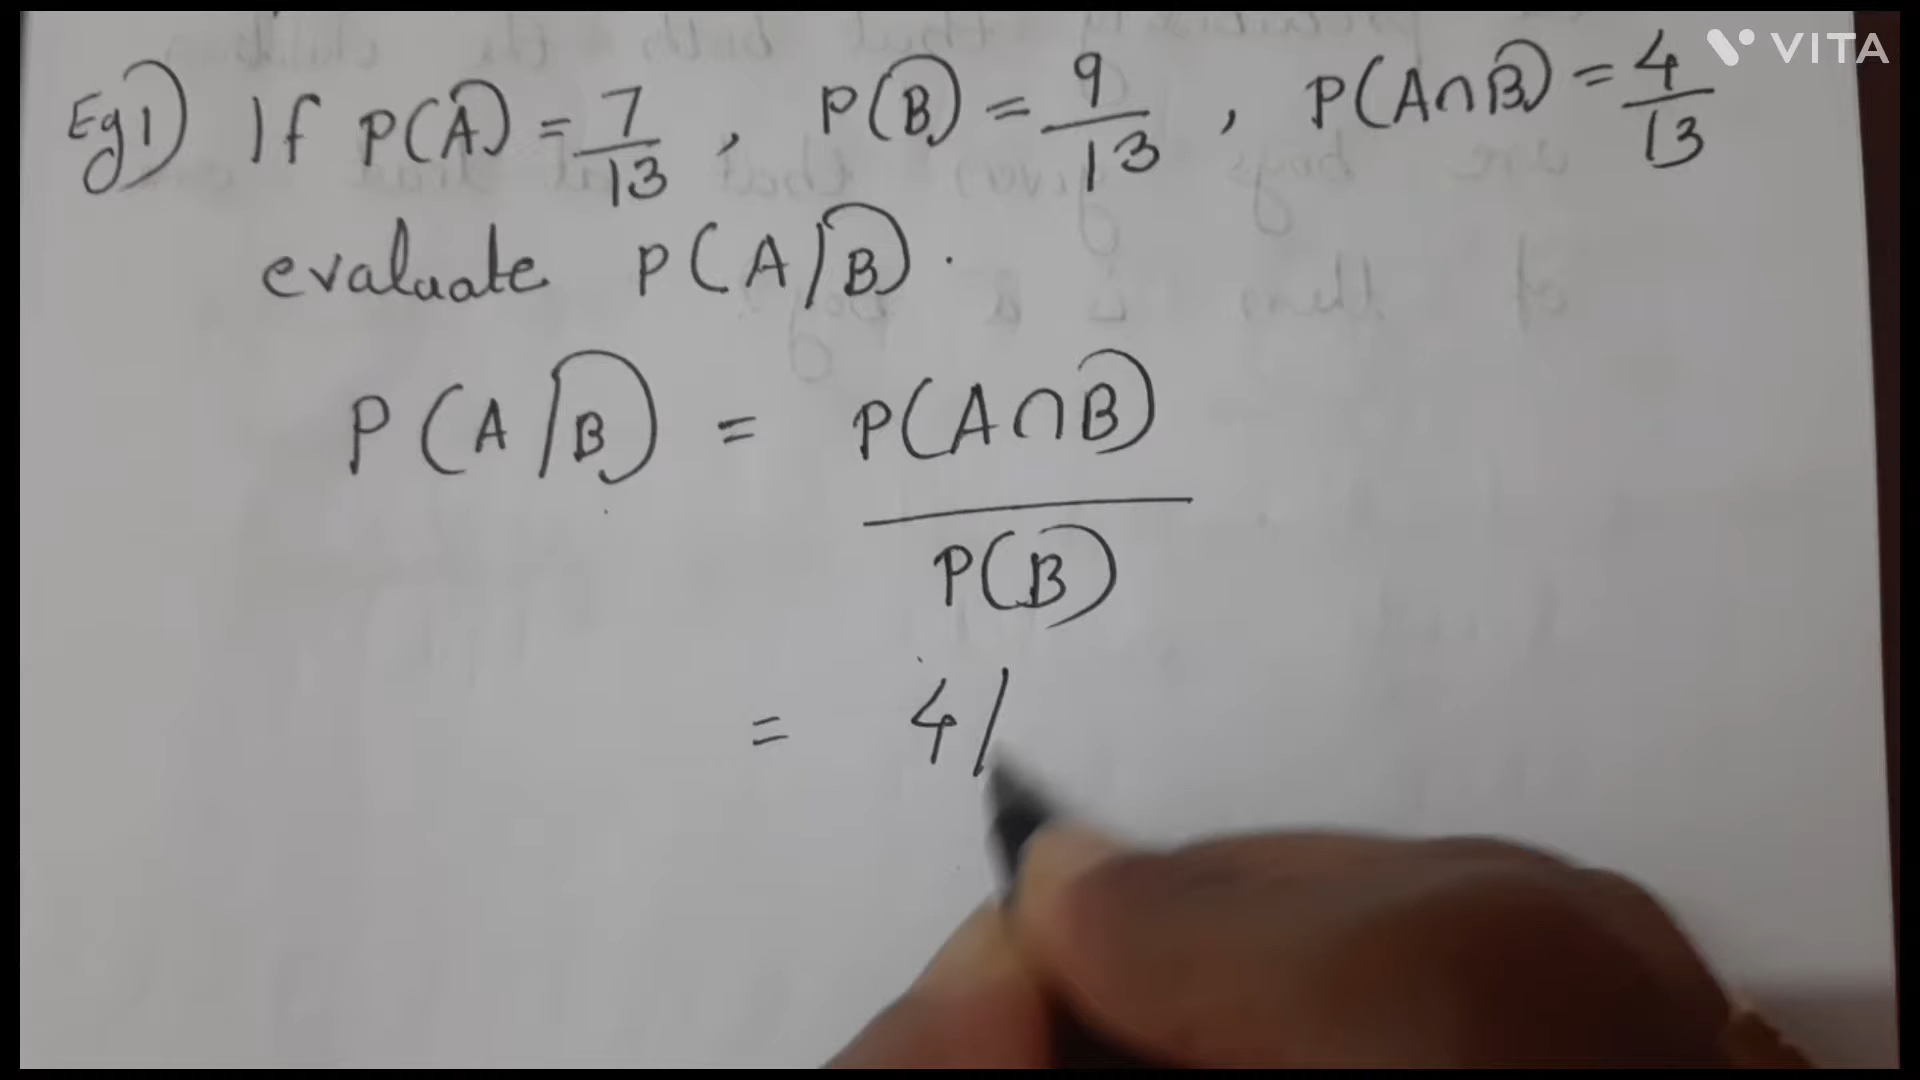 VITA
Eg1) If P(A) = 7/13 , P(B) = 9/13 , P(A∩B) = 4/13
evaluate P(A/B).
P(A/B) = P(A∩B)
P(B)
= 4/